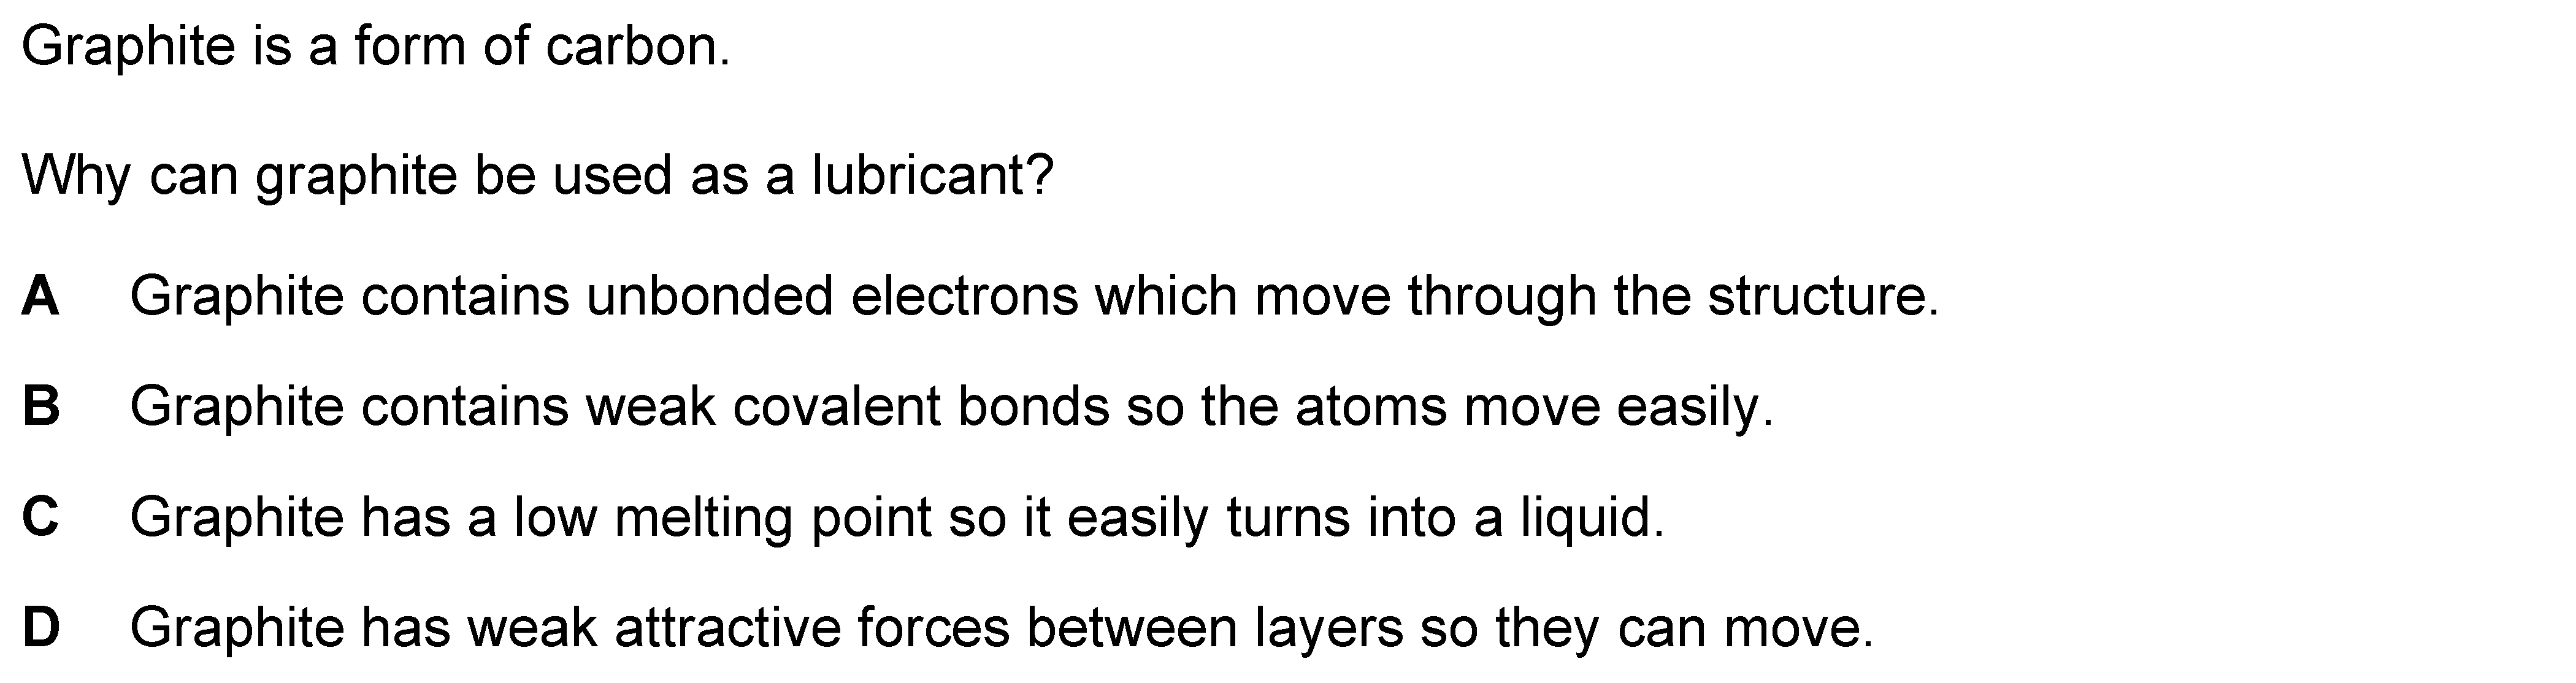 Graphite is a form of carbon.
Why can graphite be used as a lubricant?
A Graphite contains unbonded electrons which move through the structure.
B Graphite contains weak covalent bonds so the atoms move easily.
C Graphite has a low melting point so it easily turns into a liquid.
D Graphite has weak attractive forces between layers so they can move.